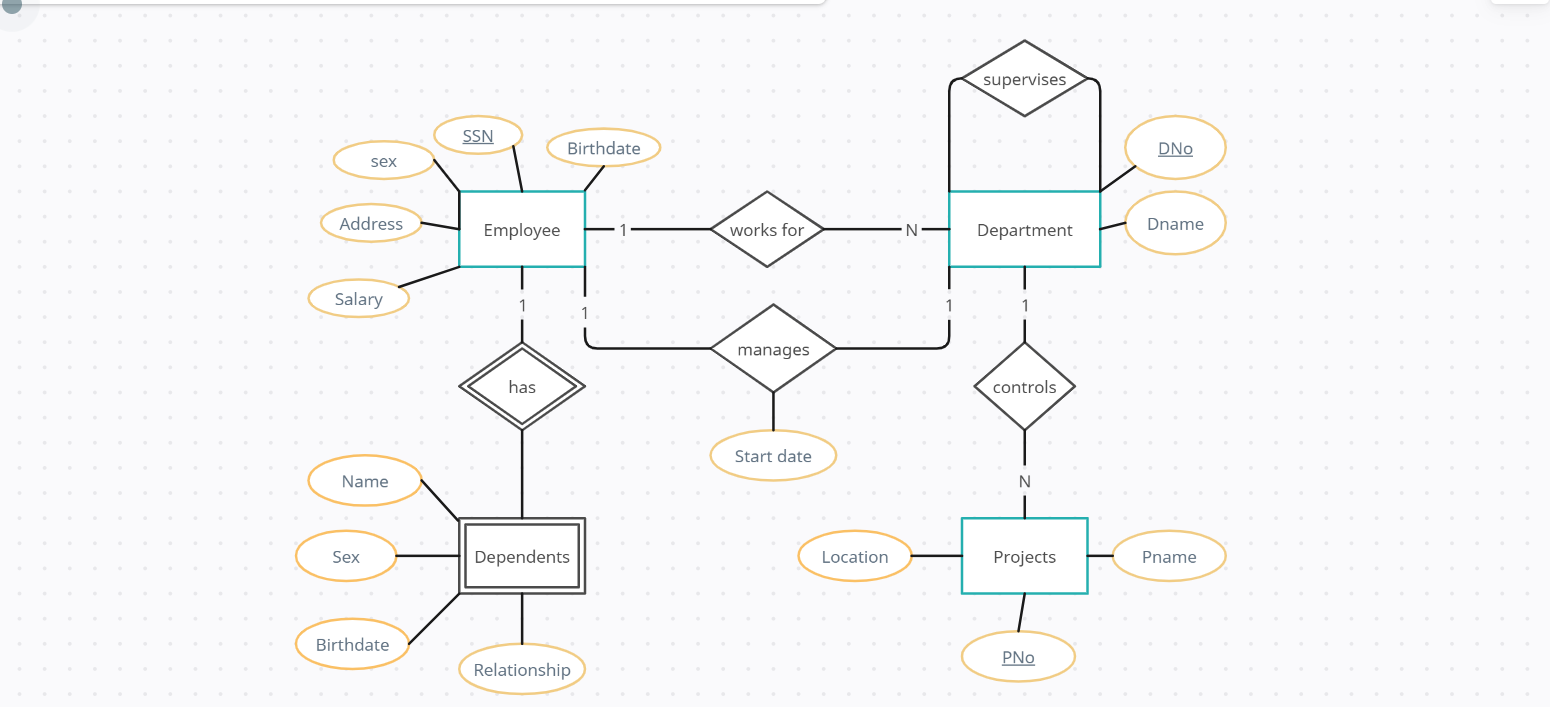 supervises
SSN
Birthdate
DNo
sex
Address
Employee
1
works for
N
Department
Dname
Salary
1
1
1
1
manages
has
controls
Start date
Name
N
Sex
Dependents
Location
Projects
Pname
Birthdate
Relationship
PNo